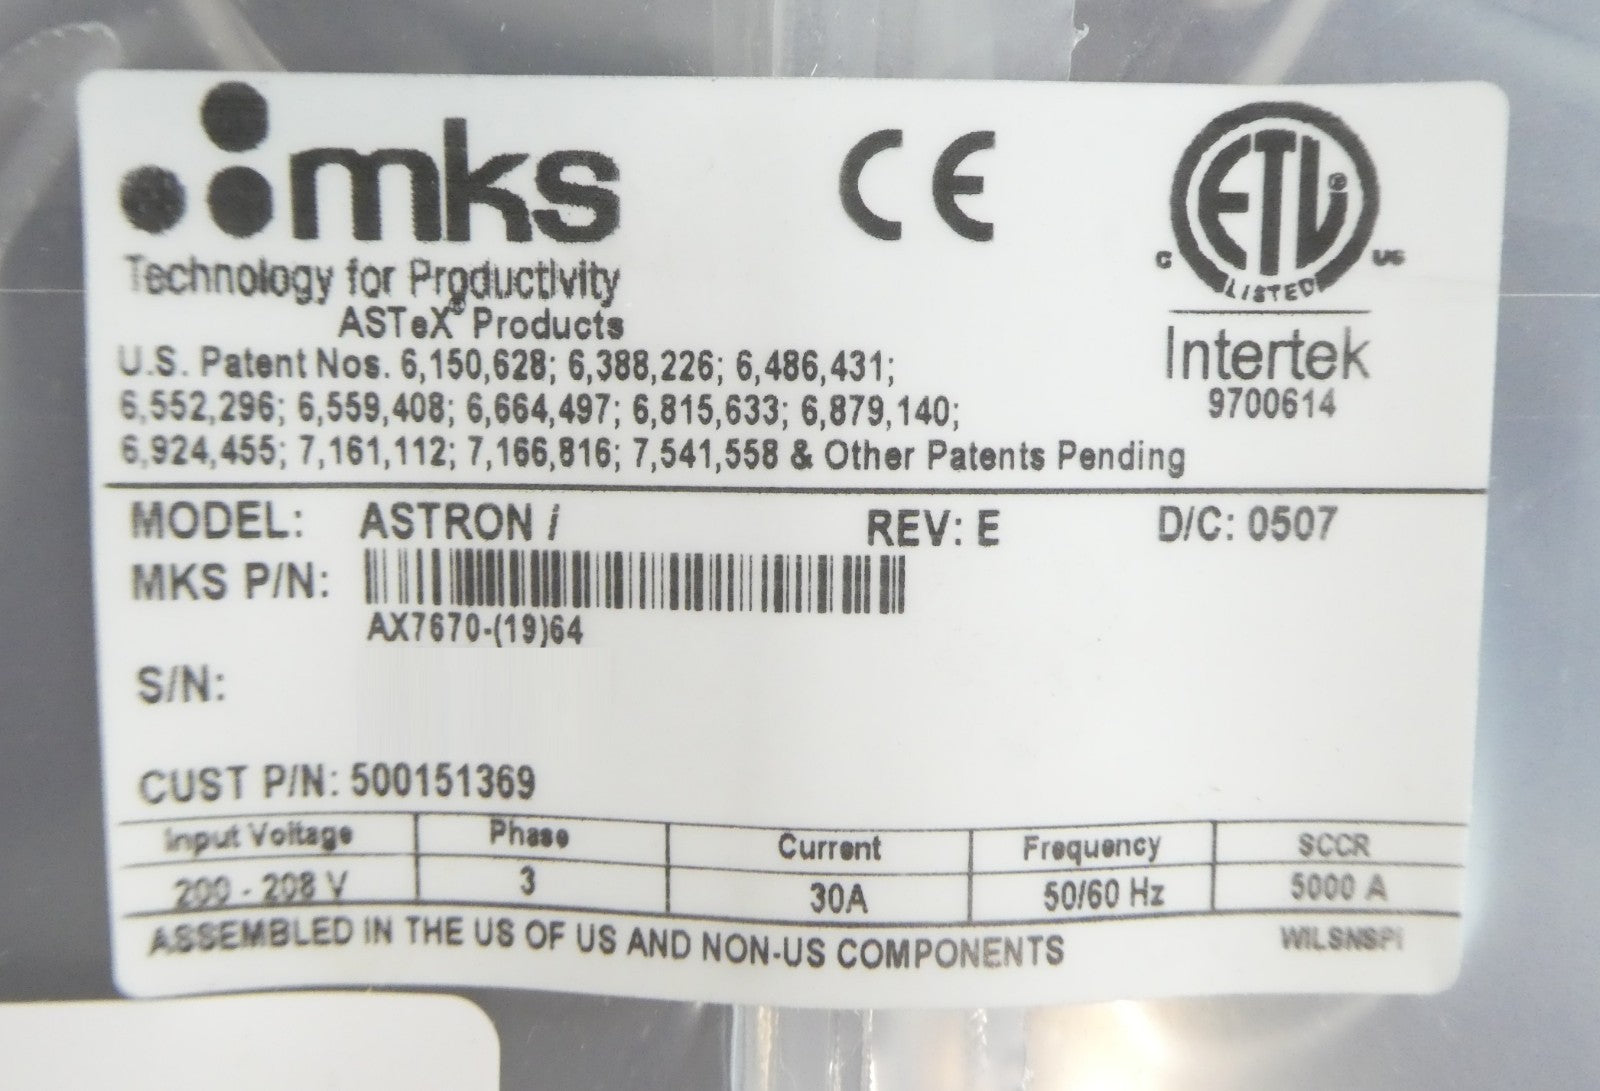 mks
CE
ETL®
C US
LISTED
Technology for Productivity
ASTeX® Products
Intertek
9700614
U.S. Patent Nos. 6,150,628; 6,388,226; 6,486,431;
6,552,296; 6,559,408; 6,664,497; 6,815,633; 6,879,140;
6,924,455; 7,161,112; 7,166,816; 7,541,558 & Other Patents Pending
MODEL: ASTRON i REV: E D/C: 0507
MKS P/N:
AX7670-(19)64
S/N:
CUST P/N: 500151369
Input Voltage Phase Current Frequency SCCR
200 - 208 V 3 30A 50/60 Hz 5000 A
ASSEMBLED IN THE US OF US AND NON-US COMPONENTS WILSNSPI